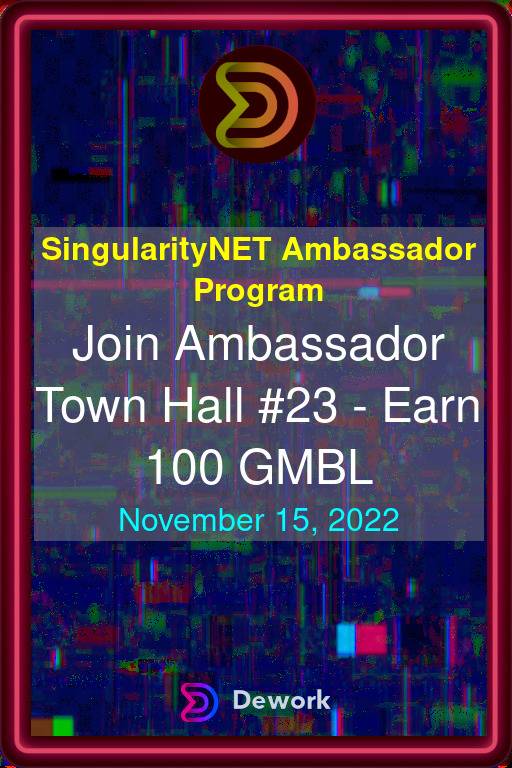 SingularityNET Ambassador
Program
Join Ambassador
Town Hall #23 - Earn
100 GMBL
November 15, 2022
Dework